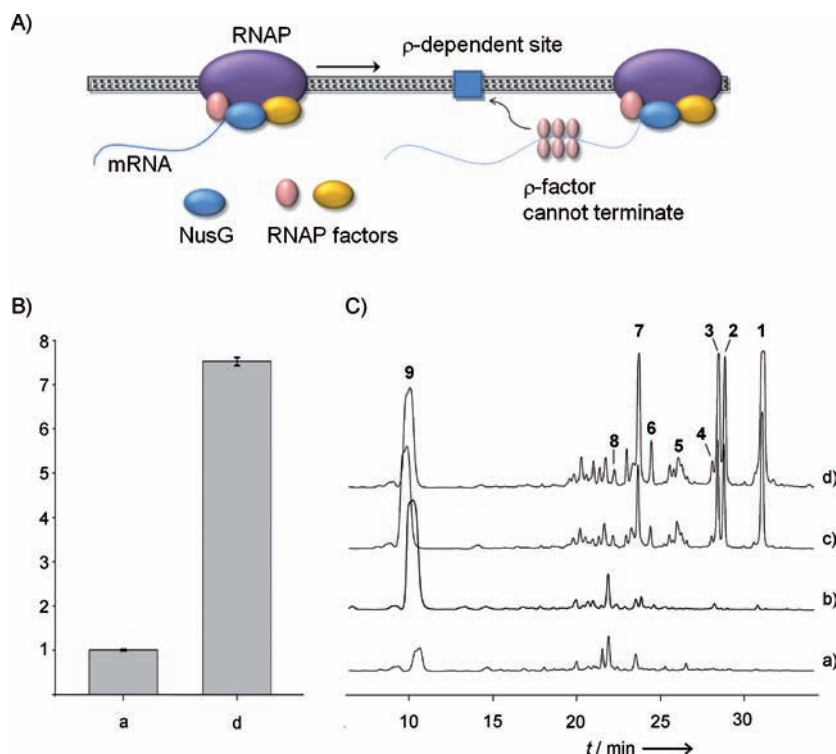 A)
RNAP
ρ-dependent site
mRNA
NusG
RNAP factors
ρ-factor
cannot terminate
B)
8
7
6
5
4
3
2
1
a
d
C)
9
8
7
6
5
4
3
2
1
d)
c)
b)
a)
10
15
20
25
30
t / min